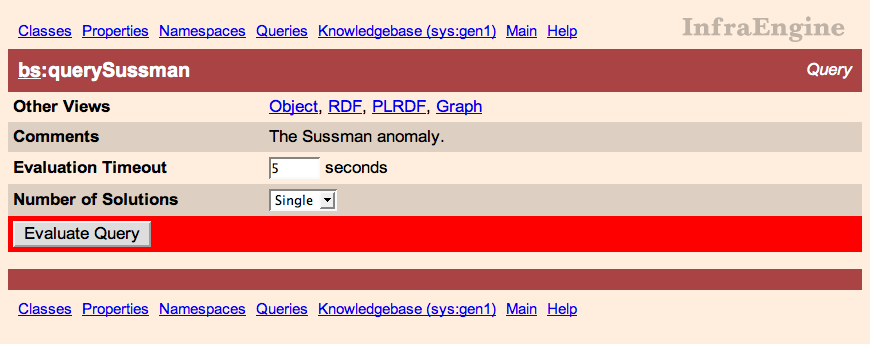 Classes Properties Namespaces Queries Knowledgebase (sys:gen1) Main Help InfraEngine
bs:querySussman Query
Other Views Object, RDF, PLRDF, Graph
Comments The Sussman anomaly.
Evaluation Timeout 5 seconds
Number of Solutions Single
Evaluate Query
Classes Properties Namespaces Queries Knowledgebase (sys:gen1) Main Help